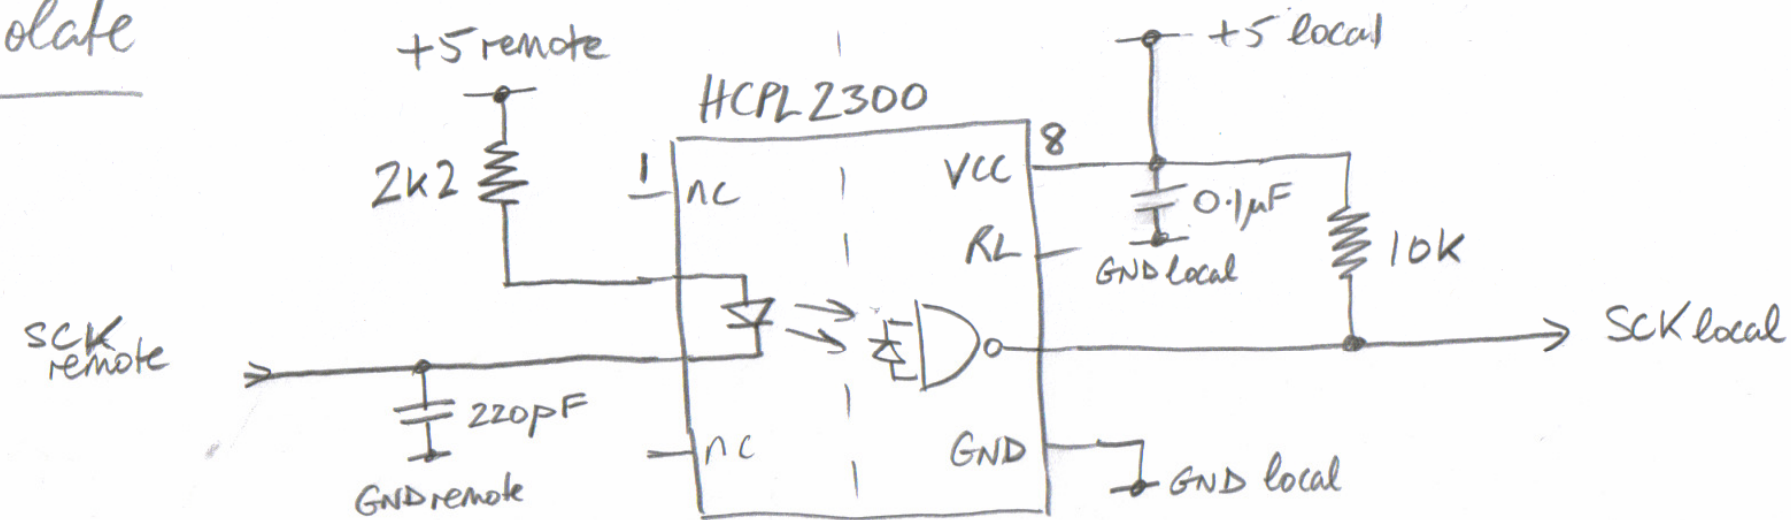 olate
+5 remote
+5 local
HCPL2300
2K2
1
nc
VCC
8
0.1µF
RL
10K
GND local
SCK
remote
SCK local
220pF
nc
GND
GND remote
GND local